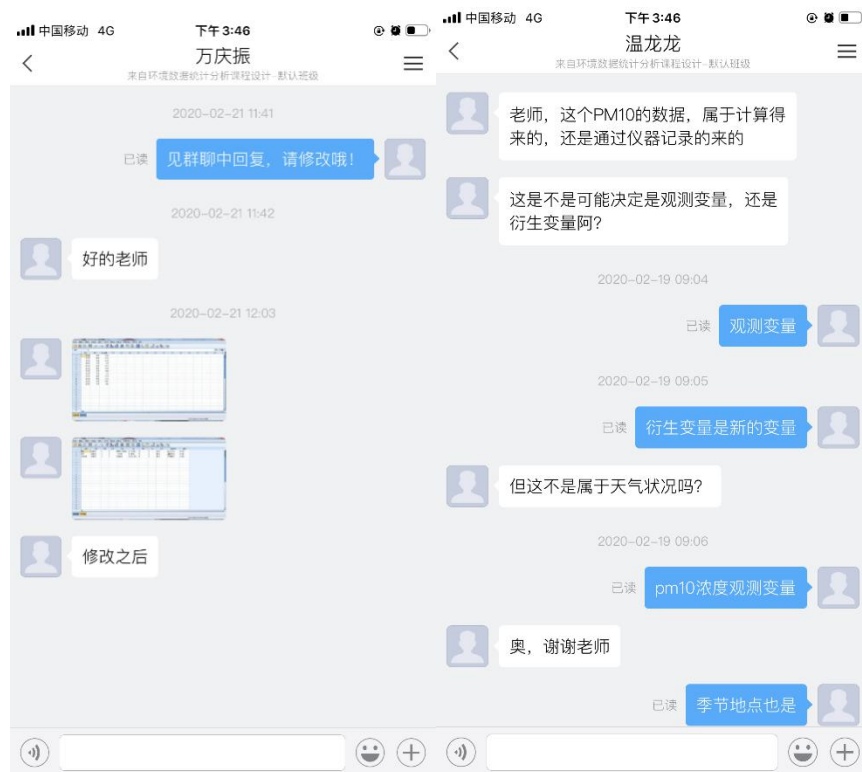 中国移动 4G
下午 3:46
万庆振
来自环境数据统计分析课程设计-默认班级
2020-02-21 11:41
已读
见群聊中回复，请修改哦！
2020-02-21 11:42
好的老师
2020-02-21 12:03
修改之后
中国移动 4G
下午 3:46
温龙龙
来自环境数据统计分析课程设计-默认班级
老师，这个PM10的数据，属于计算得
来的，还是通过仪器记录的来的
这是不是可能决定是观测变量，还是
衍生变量阿？
2020-02-19 09:04
已读
观测变量
2020-02-19 09:05
已读
衍生变量是新的变量
但这不是属于天气状况吗？
2020-02-19 09:06
已读
pm10浓度观测变量
奥，谢谢老师
已读
季节地点也是